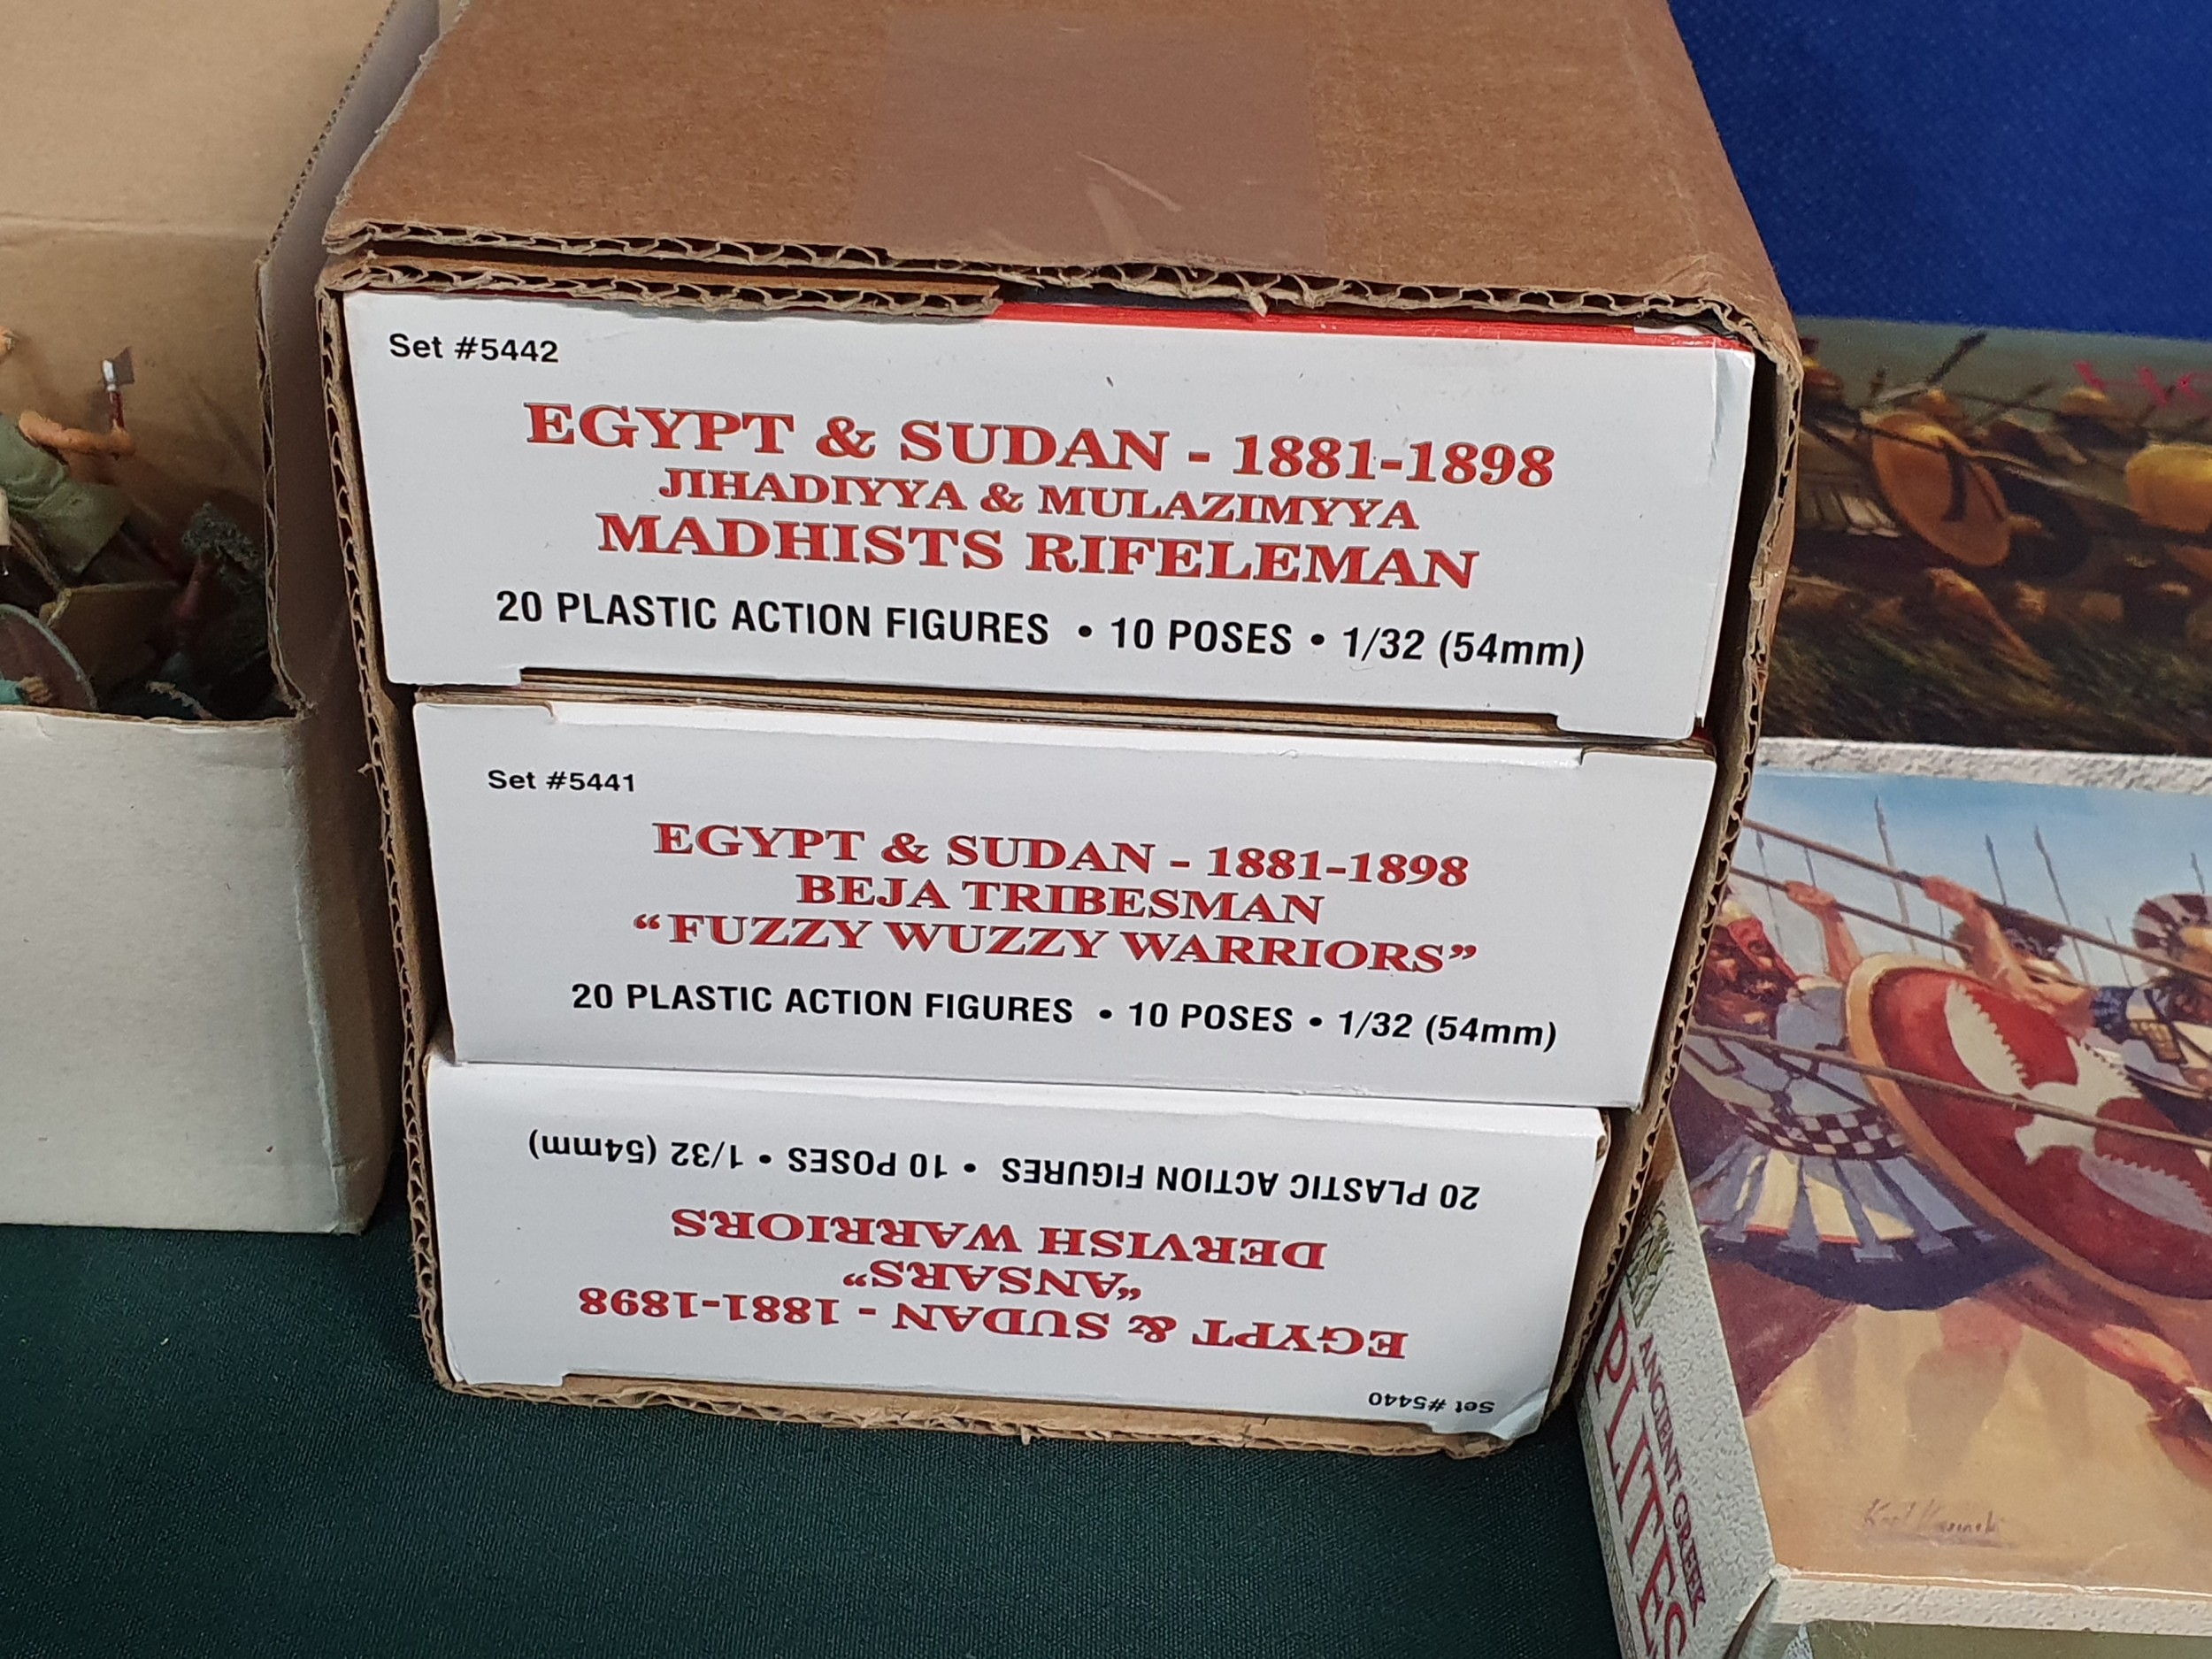 Set #5442
EGYPT & SUDAN - 1881-1898
JIHADIYYA & MULAZIMYYA
MADHISTS RIFELEMAN
20 PLASTIC ACTION FIGURES • 10 POSES • 1/32 (54mm)
Set #5441
EGYPT & SUDAN - 1881-1898
BEJA TRIBESMAN
“FUZZY WUZZY WARRIORS”
20 PLASTIC ACTION FIGURES • 10 POSES • 1/32 (54mm)
Set #5440
EGYPT & SUDAN - 1881-1898
“ANSARS”
DERVISH WARRIORS
20 PLASTIC ACTION FIGURES • 10 POSES • 1/32 (54mm)
ANCIENT GREEK
PLITES